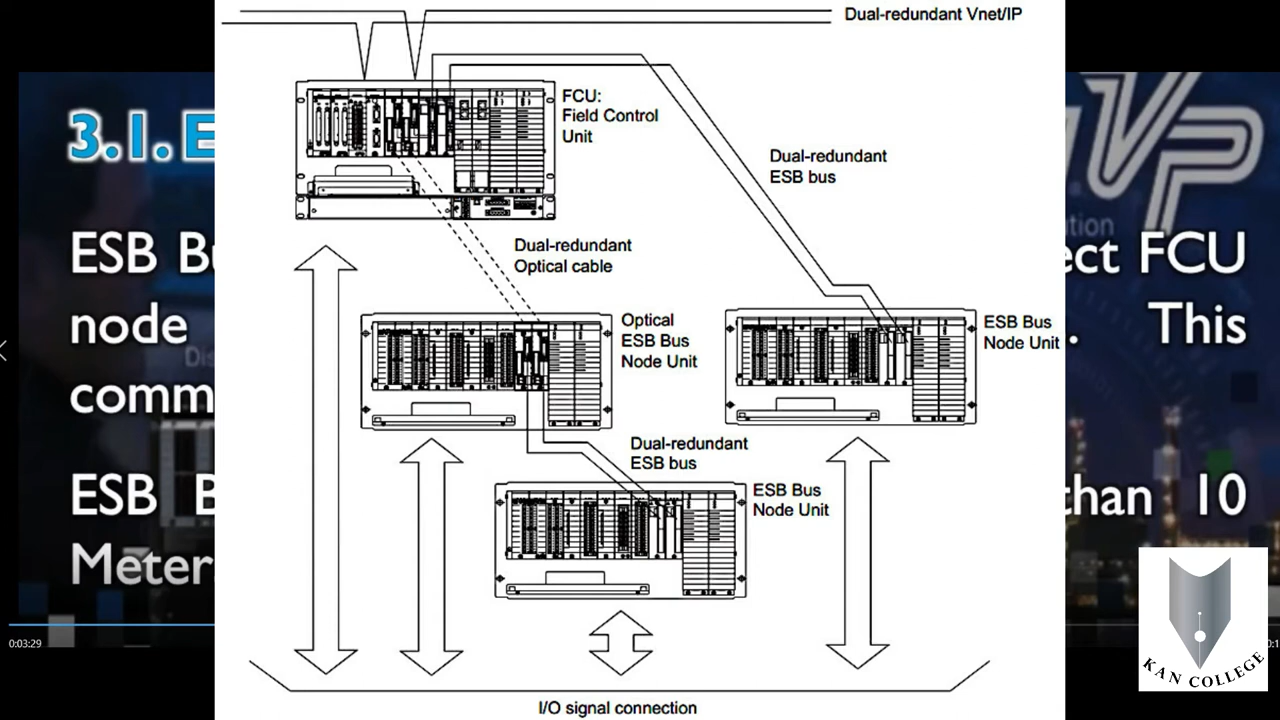 Dual-redundant Vnet/IP
FCU:
Field Control
Unit
3.1.E
Dual-redundant
ESB bus
ution
ESB Bu
ect FCU
Dual-redundant
Optical cable
node
. This
Optical
ESB Bus
Node Unit
ESB Bus
Node Unit
Dis
comm
Dual-redundant
ESB bus
ESB B
than 10
ESB Bus
Node Unit
Meter
0:03:29
KAN COLLEGE
I/O signal connection